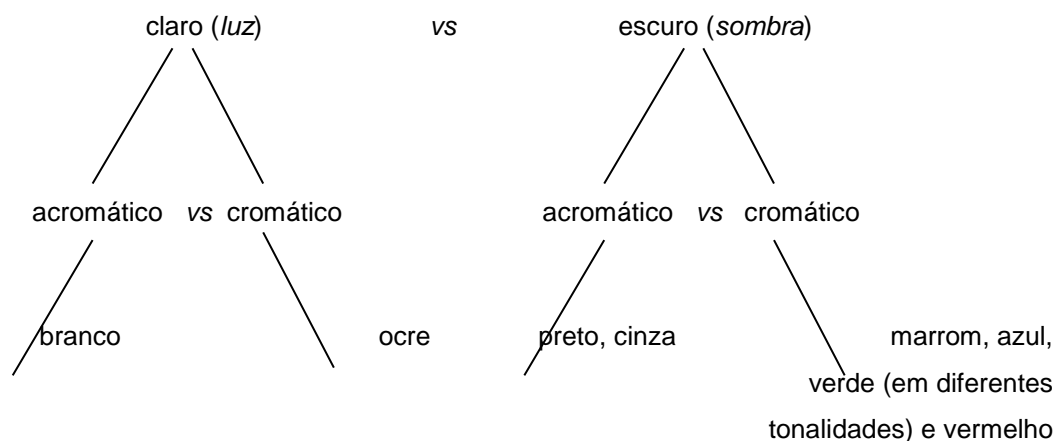 claro (luz) vs escuro (sombra)
acromático vs cromático acromático vs cromático
branco ocre preto, cinza marrom, azul,
verde (em diferentes
tonalidades) e vermelho